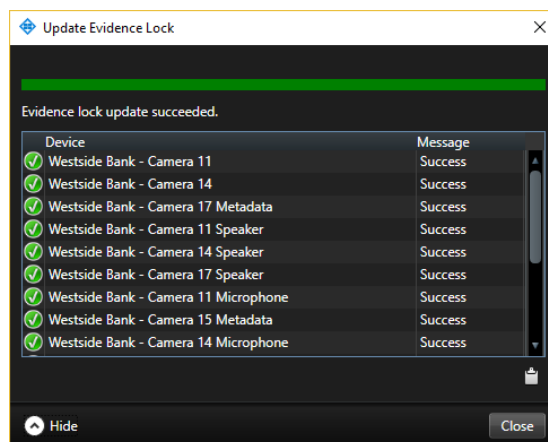 Update Evidence Lock
Evidence lock update succeeded.
Device Message
Westside Bank - Camera 11 Success
Westside Bank - Camera 14 Success
Westside Bank - Camera 17 Metadata Success
Westside Bank - Camera 11 Speaker Success
Westside Bank - Camera 14 Speaker Success
Westside Bank - Camera 17 Speaker Success
Westside Bank - Camera 11 Microphone Success
Westside Bank - Camera 15 Metadata Success
Westside Bank - Camera 14 Microphone Success
Hide Close